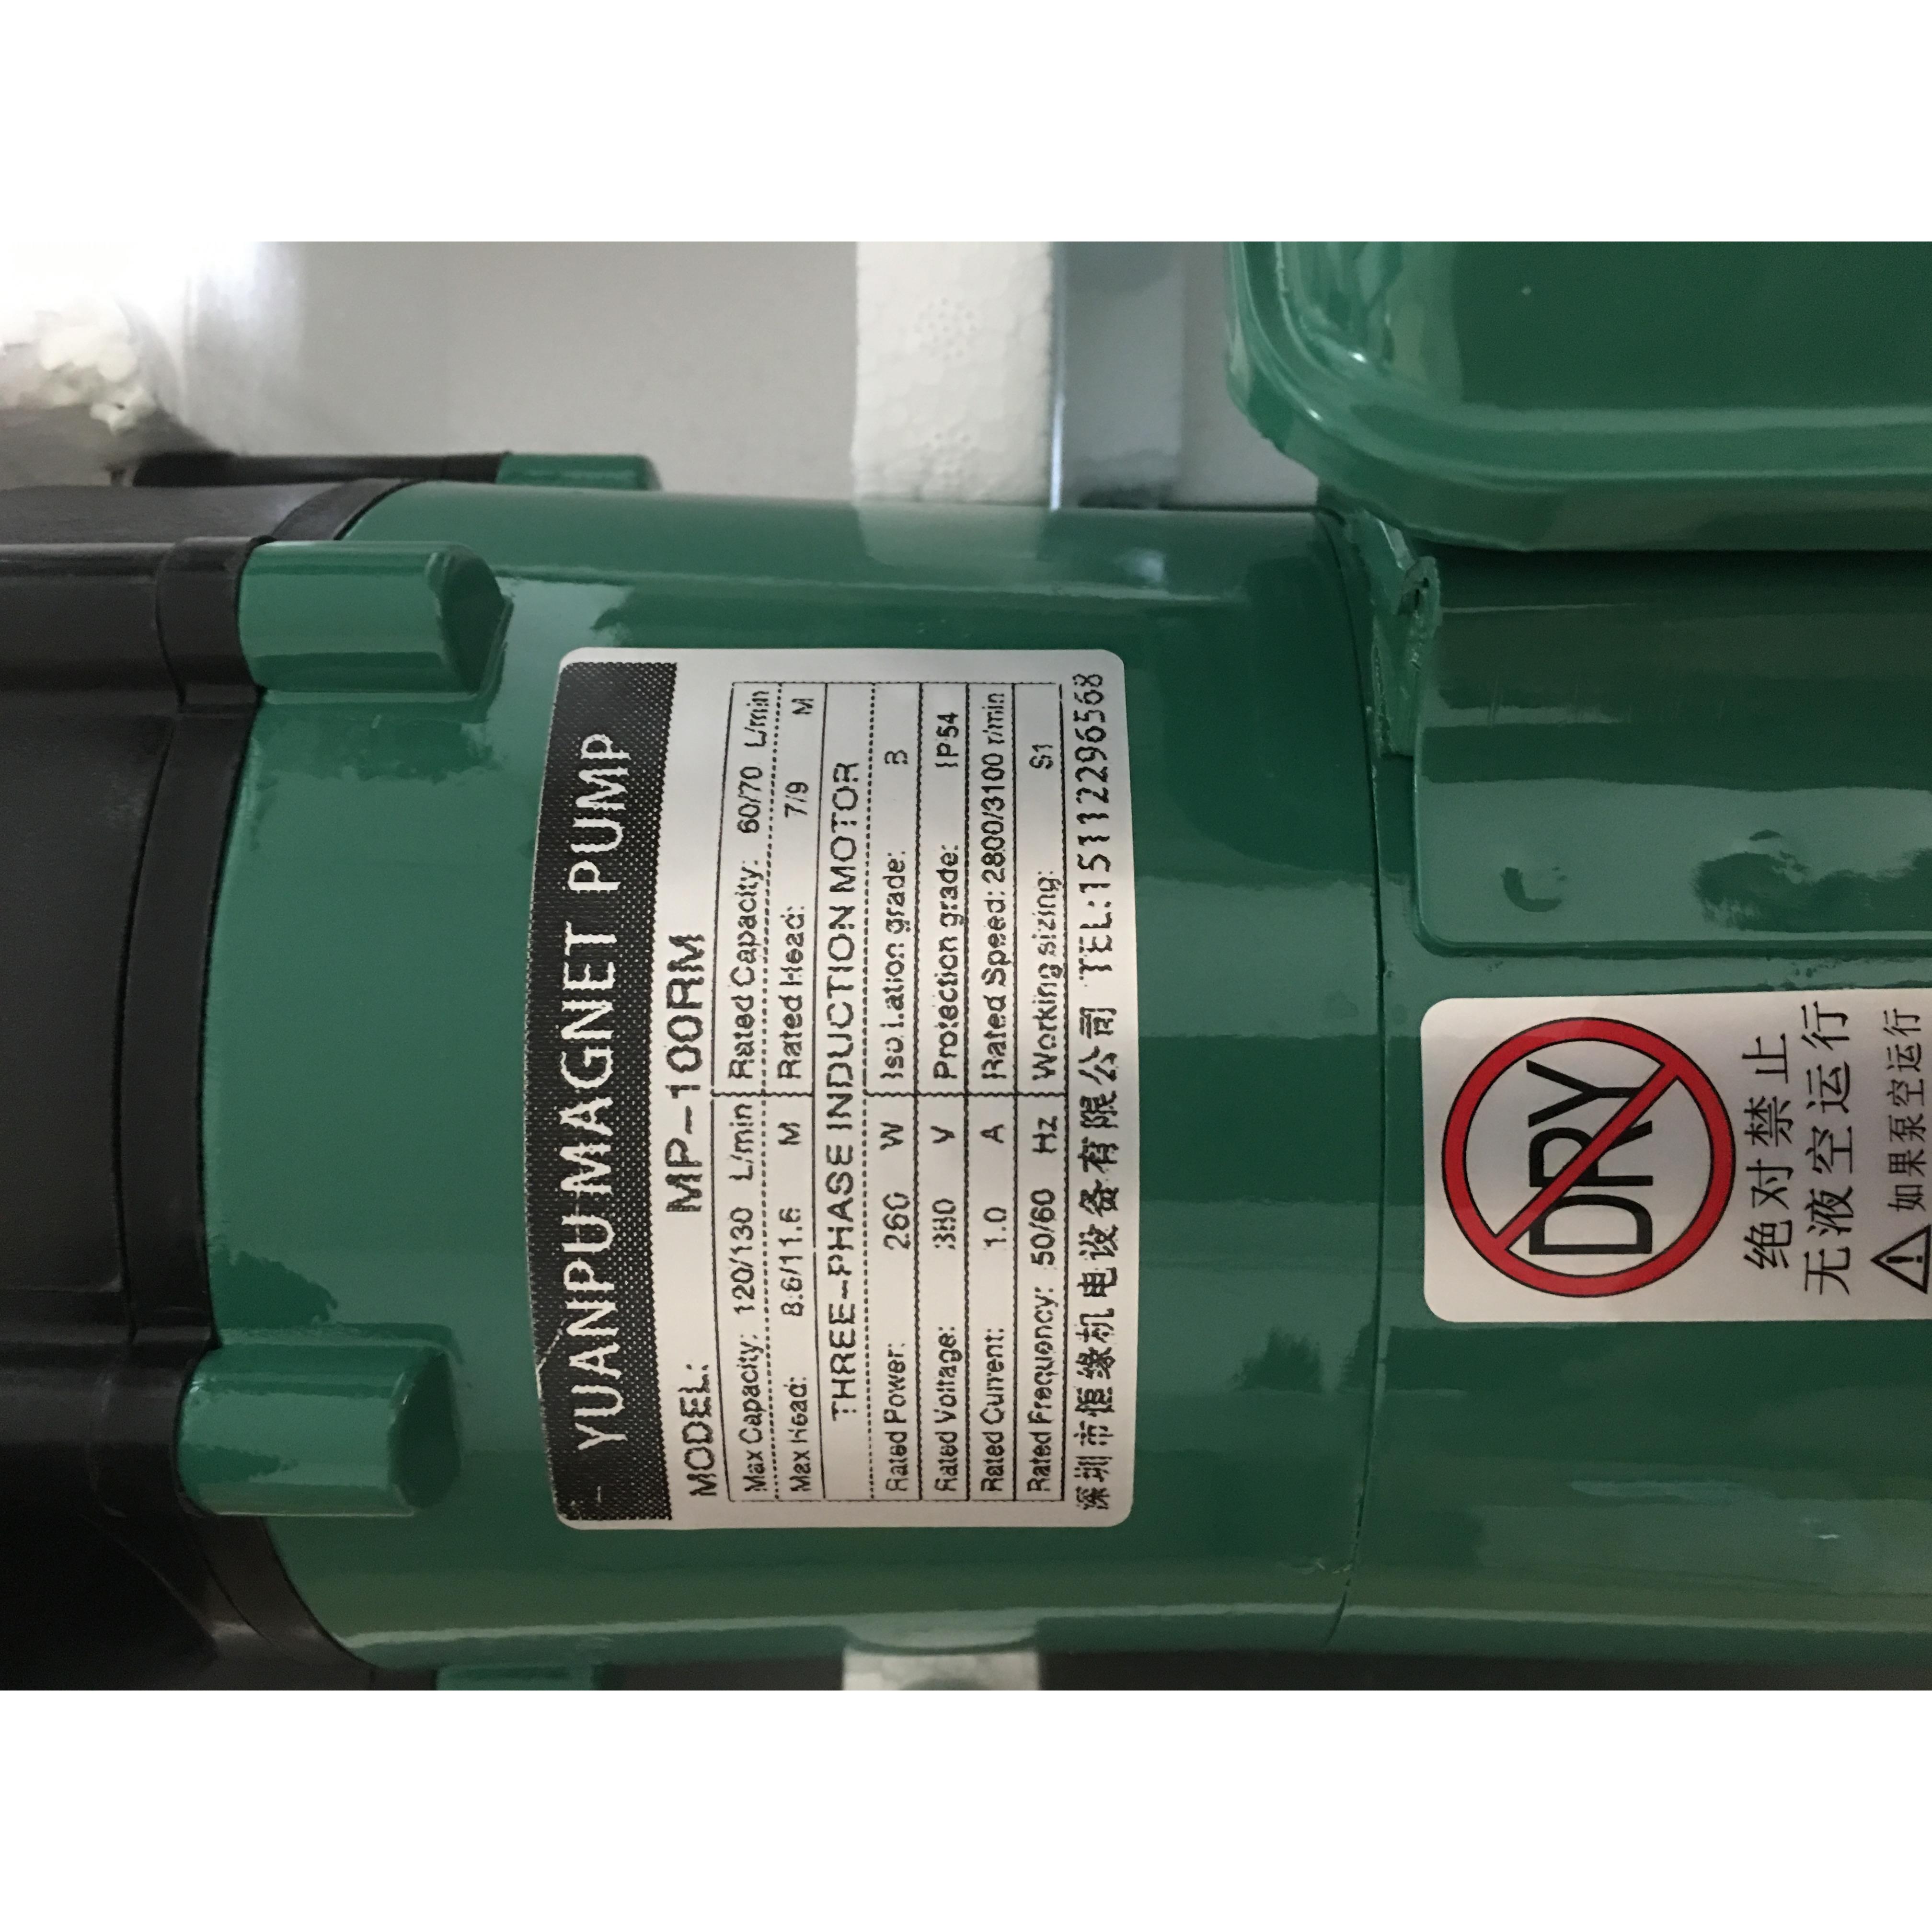 YUANPU MAGNET PUMP
MODEL: MP-100RM
Max Capacity: 120/130 L/min Rated Capacity: 60/70 L/min
Max Head: 8.6/11.6 M Rated Head: 7/9 M
THREE-PHASE INDUCTION MOTOR
Rated Power: 260 W Isolation grade: B
Rated Voltage: 380 V Protection grade: IP54
Rated Current: 1.0 A Rated Speed: 2800/3100 r/min
Rated Frequency: 50/60 Hz Working sizing: S1
深圳市恒缘机电设备有限公司 TEL:15112296568
DRY
绝对禁止
无液空运行
如果泵空运行